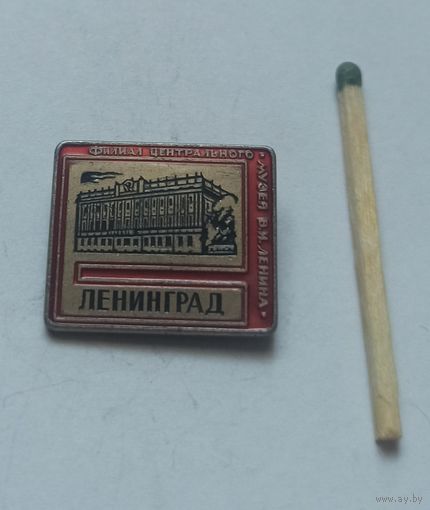 ФИЛИАЛ ЦЕНТРАЛЬНОГО
МУЗЕЯ В.И. ЛЕНИНА
ЛЕНИНГРАД
© www.ay.by